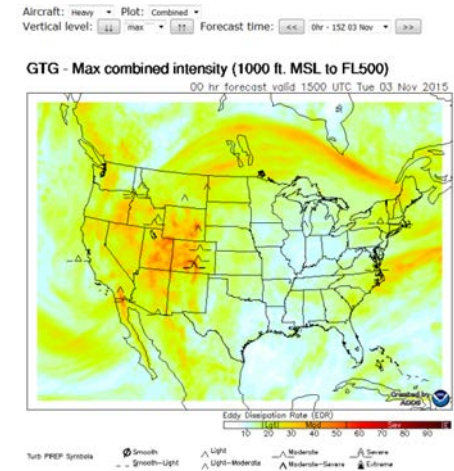 Aircraft: Heavy Plot: Combined
Vertical level: ↓↓ max ↑↑ Forecast time: << 0hr - 15Z 03 Nov >>
GTG - Max combined intensity (1000 ft. MSL to FL500)
00 hr forecast valid 1500 UTC Tue 03 Nov 2015
Created by
Eddy Dissipation Rate (EDR)
Lgt Mod Sev
10 20 30 40 50 60 70 80 90
Turb PIREP Symbols
Smooth Light Moderate Severe
Smooth-Light Light-Moderate Moderate-Severe Extreme